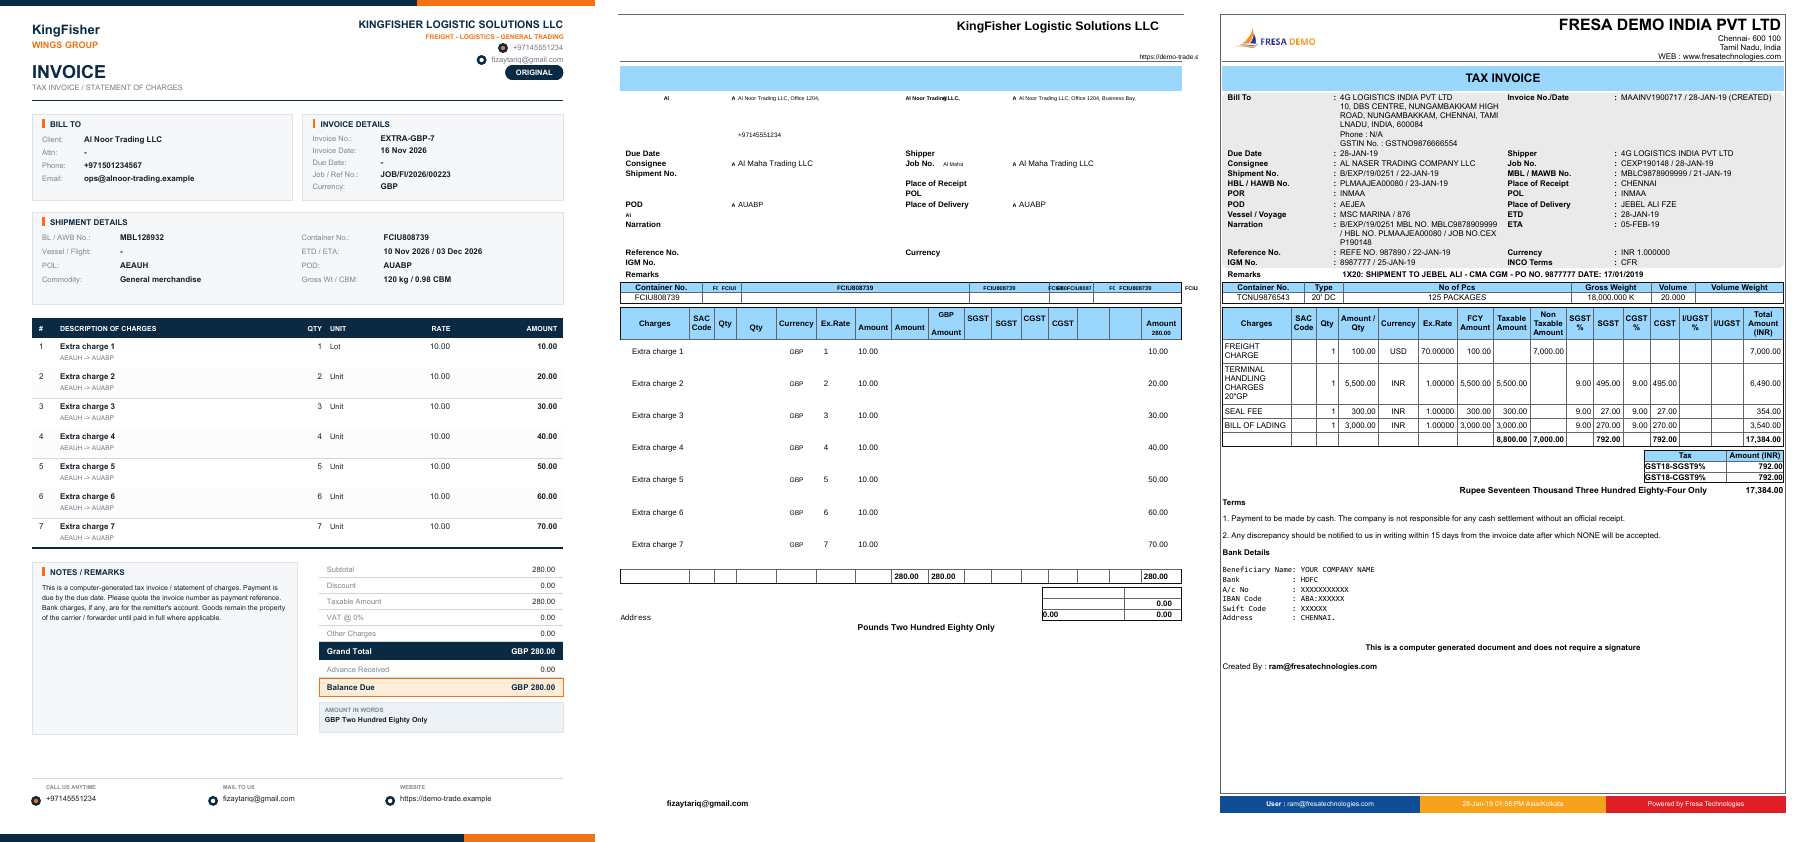 KingFisher
WINGS GROUP
KINGFISHER LOGISTIC SOLUTIONS LLC
FREIGHT - LOGISTICS - GENERAL TRADING
+97145551234
fizaytariq@gmail.com
ORIGINAL
INVOICE
TAX INVOICE / STATEMENT OF CHARGES
BILL TO
Client: Al Noor Trading LLC
Attn: -
Phone: +971501234567
Email: ops@alnoor-trading.example
INVOICE DETAILS
Invoice No.: EXTRA-GBP-7
Invoice Date: 16 Nov 2026
Due Date: -
Job / Ref No.: JOB/FI/2026/00223
Currency: GBP
SHIPMENT DETAILS
BL / AWB No.: MBL128932 Container No.: FCIU808739
Vessel / Flight: - ETD / ETA: 10 Nov 2026 / 03 Dec 2026
POL: AEAUH POD: AUABP
Commodity: General merchandise Gross Wt / CBM: 120 kg / 0.98 CBM
# DESCRIPTION OF CHARGES QTY UNIT RATE AMOUNT
1 Extra charge 1 1 Lot 10.00 10.00
AEAUH -> AUABP
2 Extra charge 2 2 Unit 10.00 20.00
AEAUH -> AUABP
3 Extra charge 3 3 Unit 10.00 30.00
AEAUH -> AUABP
4 Extra charge 4 4 Unit 10.00 40.00
AEAUH -> AUABP
5 Extra charge 5 5 Unit 10.00 50.00
AEAUH -> AUABP
6 Extra charge 6 6 Unit 10.00 60.00
AEAUH -> AUABP
7 Extra charge 7 7 Unit 10.00 70.00
AEAUH -> AUABP
NOTES / REMARKS
This is a computer-generated tax invoice / statement of charges. Payment is
due by the due date. Please quote the invoice number as payment reference.
Bank charges, if any, are for the remitter's account. Goods remain the property
of the carrier / forwarder until paid in full where applicable.
Subtotal 280.00
Discount 0.00
Taxable Amount 280.00
VAT @ 0% 0.00
Other Charges 0.00
Grand Total GBP 280.00
Advance Received 0.00
Balance Due GBP 280.00
AMOUNT IN WORDS
GBP Two Hundred Eighty Only
CALL US ANYTIME MAIL TO US WEBSITE
+97145551234 fizaytariq@gmail.com https://demo-trade.example
KingFisher Logistic Solutions LLC
https://demo-trade.e
Al A Al Noor Trading LLC, Office 1204, A Al Noor Trading LLC, Office 1204, Business Bay,
+97145551234
Due Date Shipper
Consignee A Al Maha Trading LLC Job No. Al Maha A Al Maha Trading LLC
Shipment No.
Place of Receipt
POL
POD A AUABP Place of Delivery A AUABP
Al
Narration
Reference No. Currency
IGM No.
Remarks
Container No. FCIU808739 FCIU808739 FCIU808739 FCIU
FCIU808739
Charges SAC Code Qty Qty Currency Ex.Rate Amount Amount GBP Amount SGST SGST CGST CGST Amount 280.00
Extra charge 1 GBP 1 10.00 10.00
Extra charge 2 GBP 2 10.00 20.00
Extra charge 3 GBP 3 10.00 30.00
Extra charge 4 GBP 4 10.00 40.00
Extra charge 5 GBP 5 10.00 50.00
Extra charge 6 GBP 6 10.00 60.00
Extra charge 7 GBP 7 10.00 70.00
280.00 280.00 280.00
0.00
0.00 0.00
Address
Pounds Two Hundred Eighty Only
fizaytariq@gmail.com
FRESA DEMO
FRESA DEMO INDIA PVT LTD
Chennai- 600 100
Tamil Nadu, India
WEB : www.fresatechnologies.com
TAX INVOICE
Bill To : 4G LOGISTICS INDIA PVT LTD Invoice No./Date : MAAINV1900717 / 28-JAN-19 (CREATED)
10, DBS CENTRE, NUNGAMBAKKAM HIGH
ROAD, NUNGAMBAKKAM, CHENNAI, TAMI
LNADU, INDIA, 600084
Phone : N/A
GSTIN No. : GSTNO9876666554
Due Date : 28-JAN-19 Shipper : 4G LOGISTICS INDIA PVT LTD
Consignee : AL NASER TRADING COMPANY LLC Job No. : CEXP190148 / 28-JAN-19
Shipment No. : B/EXP/19/0251 / 22-JAN-19 MBL / MAWB No. : MBLC9878909999 / 21-JAN-19
HBL / HAWB No. : PLMAAJEA00080 / 23-JAN-19 Place of Receipt : CHENNAI
POR : INMAA POL : INMAA
POD : AEJEA Place of Delivery : JEBEL ALI FZE
Vessel / Voyage : MSC MARINA / 876 ETD : 28-JAN-19
Narration : B/EXP/19/0251 MBL NO. MBLC9878909999 ETA : 05-FEB-19
/ HBL NO. PLMAAJEA00080 / JOB NO.CEX
P190148
Reference No. : REFE NO. 987890 / 22-JAN-19 Currency : INR 1.000000
IGM No. : 8987777 / 25-JAN-19 INCO Terms : CFR
Remarks 1X20: SHIPMENT TO JEBEL ALI - CMA CGM - PO NO. 9877777 DATE: 17/01/2019
Container No. Type No of Pcs Gross Weight Volume Volume Weight
TCNU9876543 20' DC 125 PACKAGES 18,000.000 K 20.000
Charges SAC Code Qty Amount / Qty Currency Ex.Rate FCY Amount Taxable Amount Non Taxable Amount SGST % SGST CGST % CGST I/UGST % I/UGST Total Amount (INR)
FREIGHT CHARGE 1 100.00 USD 70.00000 100.00 7,000.00 7,000.00
TERMINAL HANDLING CHARGES 20"GP 1 5,500.00 INR 1.00000 5,500.00 5,500.00 9.00 495.00 9.00 495.00 6,490.00
SEAL FEE 1 300.00 INR 1.00000 300.00 300.00 9.00 27.00 9.00 27.00 354.00
BILL OF LADING 1 3,000.00 INR 1.00000 3,000.00 3,000.00 9.00 270.00 9.00 270.00 3,540.00
8,800.00 7,000.00 792.00 792.00 17,384.00
Tax Amount (INR)
GST18-SGST9% 792.00
GST18-CGST9% 792.00
Rupee Seventeen Thousand Three Hundred Eighty-Four Only 17,384.00
Terms
1. Payment to be made by cash. The company is not responsible for any cash settlement without an official receipt.
2. Any discrepancy should be notified to us in writing within 15 days from the invoice date after which NONE will be accepted.
Bank Details
Beneficiary Name: YOUR COMPANY NAME
Bank : HDFC
A/c No : XXXXXXXXXXX
IBAN Code : ABA:XXXXXX
Swift Code : XXXXXX
Address : CHENNAI.
This is a computer generated document and does not require a signature
Created By : ram@fresatechnologies.com
User : ram@fresatechnologies.com
28-Jan-19 01:58:PM Asia/Kolkata
Powered by Fresa Technologies